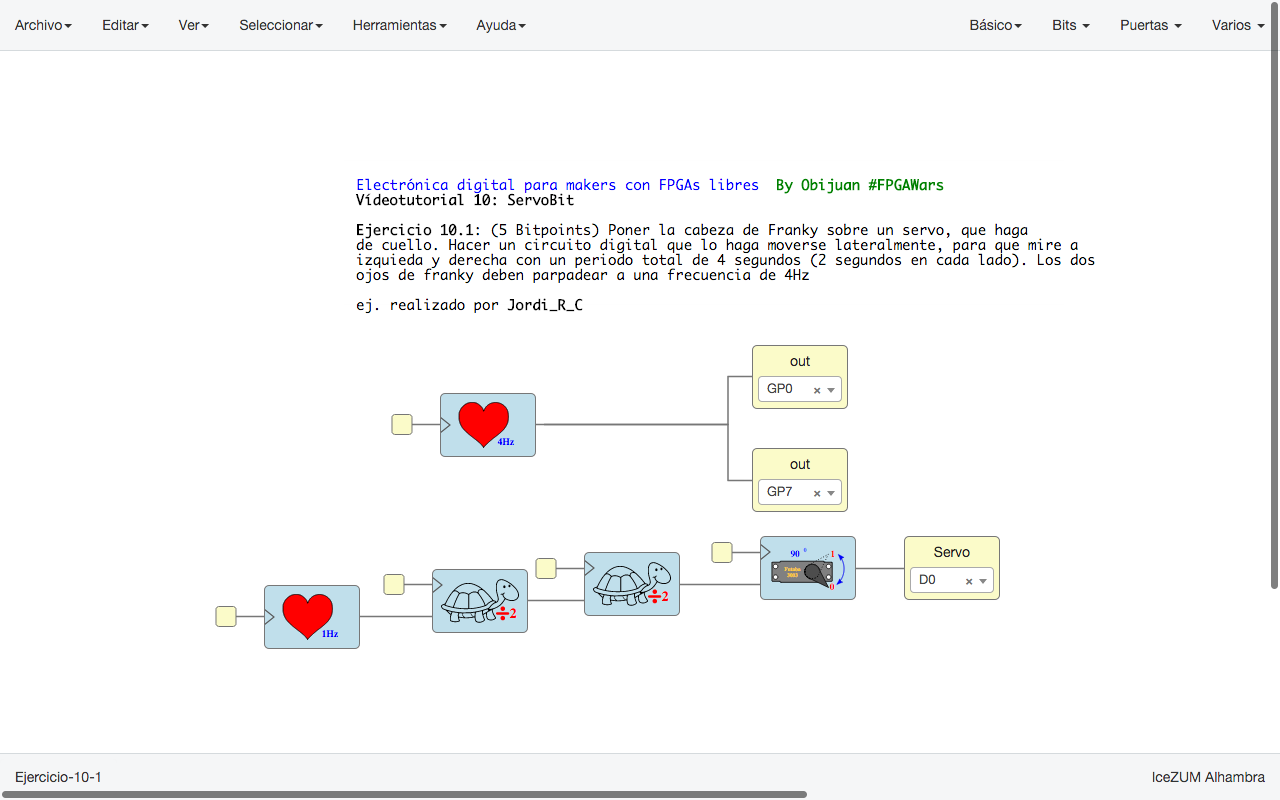 Archivo Editar Ver Seleccionar Herramientas Ayuda Básico Bits Puertas Varios
Electrónica digital para makers con FPGAs libres By Obijuan #FPGAWars
Vídeotutorial 10: ServoBit
Ejercicio 10.1: (5 Bitpoints) Poner la cabeza de Franky sobre un servo, que haga
de cuello. Hacer un circuito digital que lo haga moverse lateralmente, para que mire a
izquieda y derecha con un periodo total de 4 segundos (2 segundos en cada lado). Los dos
ojos de franky deben parpadear a una frecuencia de 4Hz
ej. realizado por Jordi_R_C
out
GP0
4Hz
out
GP7
90 º 1
Futaba
3003
0
Servo
D0
÷2
÷2
1Hz
Ejercicio-10-1 IceZUM Alhambra